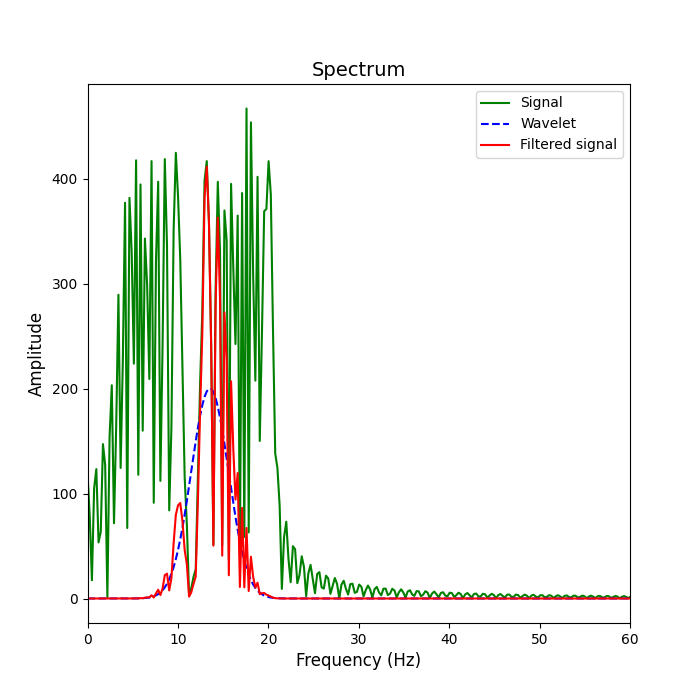 Spectrum
Signal
Wavelet
Filtered signal
Amplitude
400
300
200
100
0
0 10 20 30 40 50 60
Frequency (Hz)